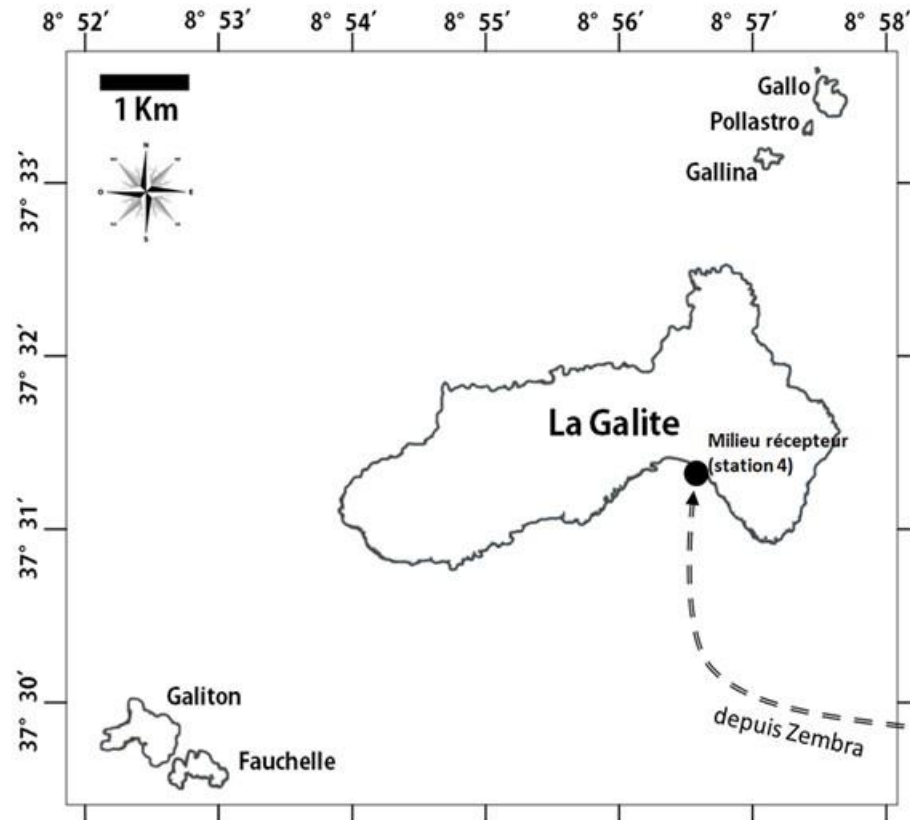 8° 52′ 8° 53′ 8° 54′ 8° 55′ 8° 56′ 8° 57′ 8° 58′
1 Km
N
O E
S
Gallo
Pollastro
Gallina
37° 33′
37° 32′
La Galite
Milieu récepteur
(station 4)
37° 31′
37° 30′
Galiton
Fauchelle
depuis Zembra